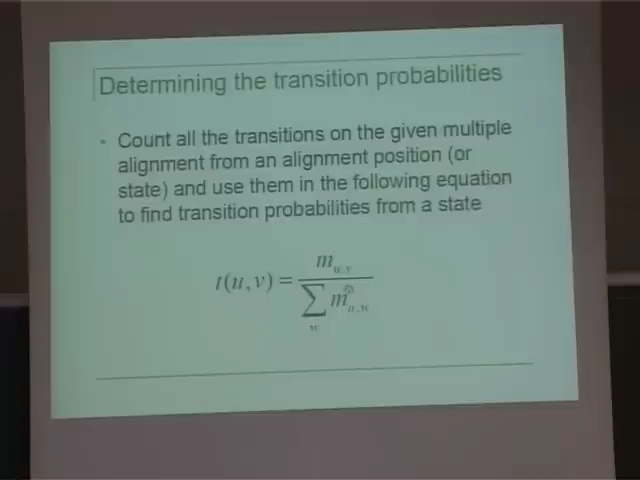 Determining the transition probabilities
• Count all the transitions on the given multiple
alignment from an alignment position (or
state) and use them in the following equation
to find transition probabilities from a state
t(u,v) = m_{u,v} / ∑_w m_{u,w}